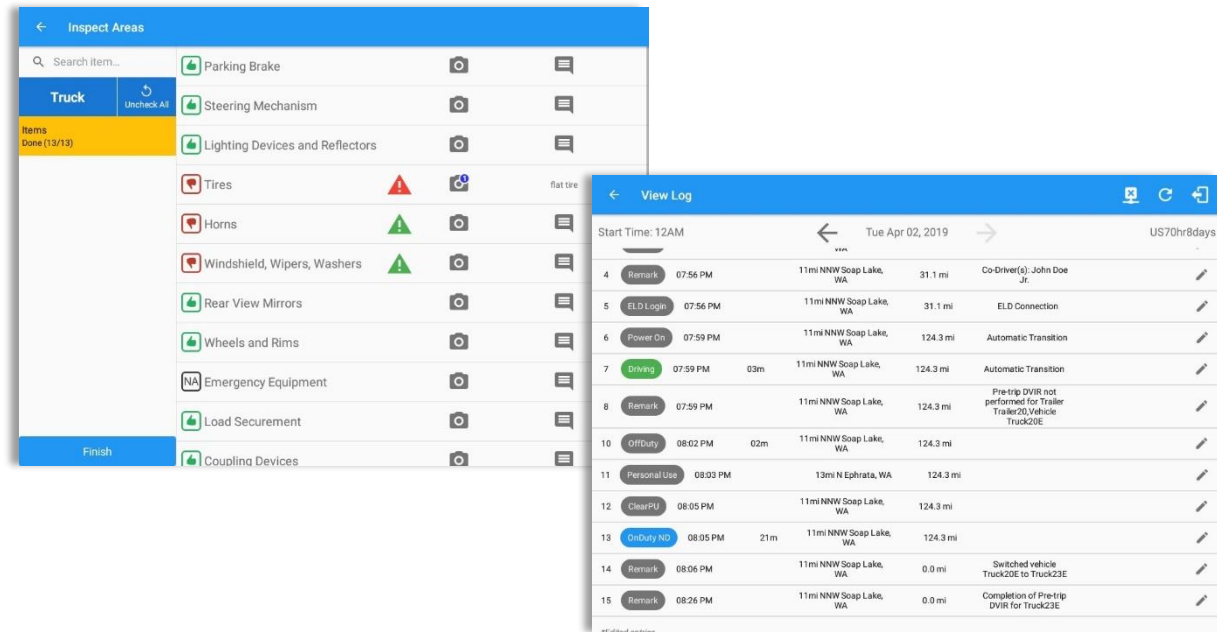 Inspect Areas
Search item...
Truck
Uncheck All
Items
Done (13/13)
Finish
Parking Brake
Steering Mechanism
Lighting Devices and Reflectors
Tires
1
flat tire
Horns
Windshield, Wipers, Washers
Rear View Mirrors
Wheels and Rims
NA Emergency Equipment
Load Securement
Coupling Devices
View Log
Start Time: 12AM Tue Apr 02, 2019 US70hr8days
WA
4 Remark 07:56 PM 11mi NNW Soap Lake, 31.1 mi Co-Driver(s): John Doe
WA Jr.
5 ELD Login 07:56 PM 11mi NNW Soap Lake, 31.1 mi ELD Connection
WA
6 Power On 07:59 PM 11mi NNW Soap Lake, 124.3 mi Automatic Transition
WA
7 Driving 07:59 PM 03m 11mi NNW Soap Lake, 124.3 mi Automatic Transition
WA
8 Remark 07:59 PM 11mi NNW Soap Lake, 124.3 mi Pre-trip DVIR not
WA performed for Trailer
Trailer20,Vehicle
Truck20E
10 OffDuty 08:02 PM 02m 11mi NNW Soap Lake, 124.3 mi
WA
11 Personal Use 08:03 PM 13mi N Ephrata, WA 124.3 mi
12 ClearPU 08:05 PM 11mi NNW Soap Lake, 124.3 mi
WA
13 OnDuty ND 08:05 PM 21m 11mi NNW Soap Lake, 124.3 mi
WA
14 Remark 08:06 PM 11mi NNW Soap Lake, 0.0 mi Switched vehicle
WA Truck20E to Truck23E
15 Remark 08:26 PM 11mi NNW Soap Lake, 0.0 mi Completion of Pre-trip
WA DVIR for Truck23E
*Edited entries